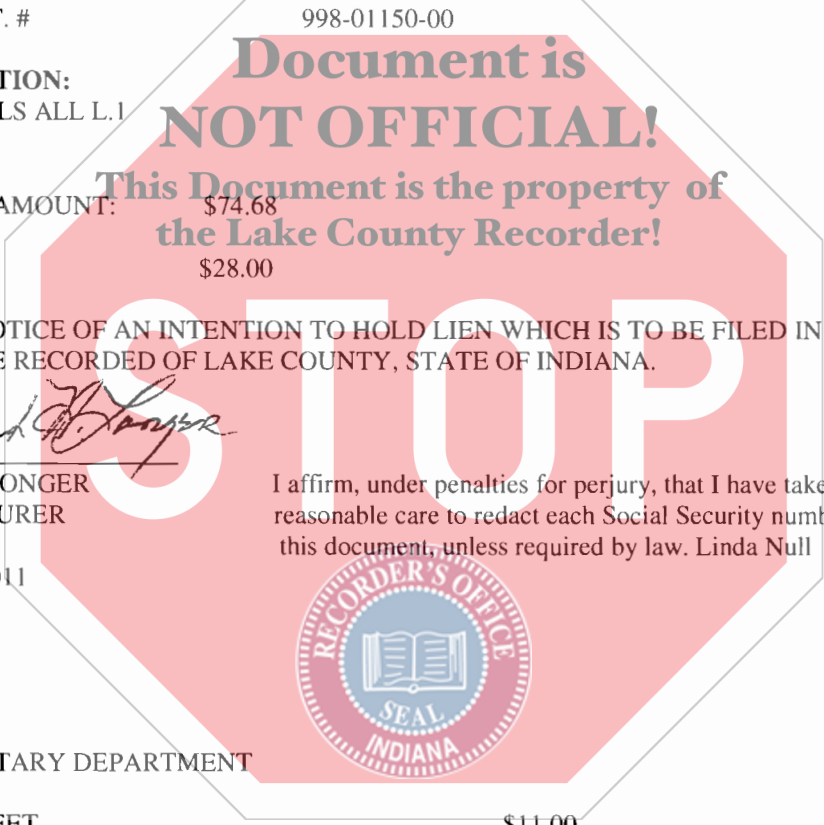 . # 998-01150-00
Document is
TION:
LS ALL L.1
NOT OFFICIAL!
This Document is the property of
AMOUNT: $74.68
the Lake County Recorder!
$28.00
STOP
OTICE OF AN INTENTION TO HOLD LIEN WHICH IS TO BE FILED IN
E RECORDED OF LAKE COUNTY, STATE OF INDIANA.
ONGER I affirm, under penalties for perjury, that I have take
URER reasonable care to redact each Social Security numb
this document, unless required by law. Linda Null
011
RECORDER'S OFFICE
SEAL
INDIANA
TARY DEPARTMENT
EET $11.00